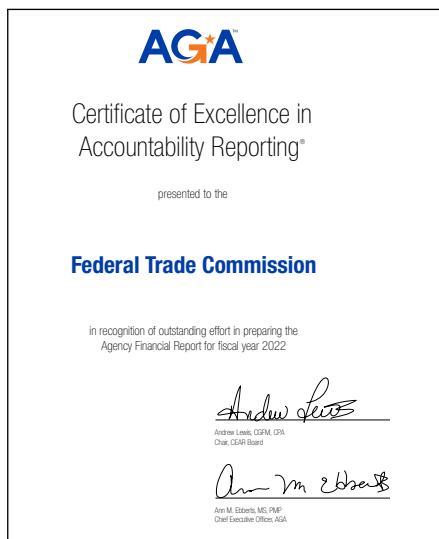 AGA™
Certificate of Excellence in
Accountability Reporting®
presented to the
Federal Trade Commission
in recognition of outstanding effort in preparing the
Agency Financial Report for fiscal year 2022
Andrew Lewis
Andrew Lewis, CGFM, CPA
Chair, CEAR Board
Ann M Ebberts
Ann M. Ebberts, MS, PMP
Chief Executive Officer, AGA